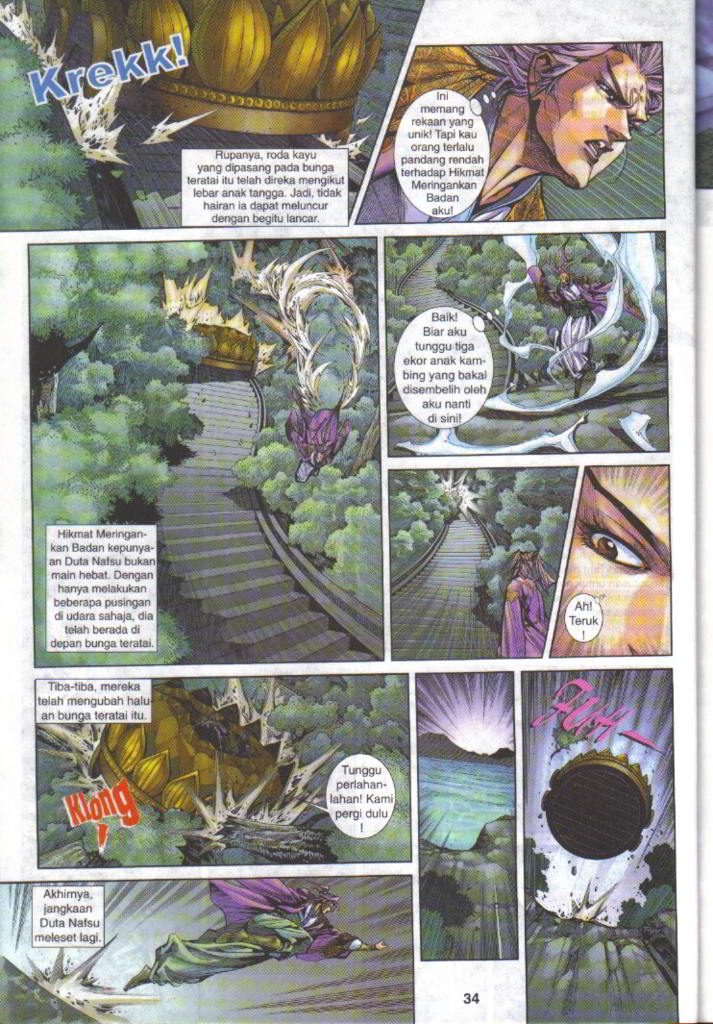 Krekk!
Rupanya, roda kayu
yang dipasang pada bunga
teratai itu telah direka mengikut
lebar anak tangga. Jadi, tidak
hairan ia dapat meluncur
dengan begitu lancar.
Ini
memang
rekaan yang
unik! Tapi kau
orang terlalu
pandang rendah
terhadap Hikmat
Meringankan
Badan
aku!
Hikmat Meringan-
kan Badan kepunya-
an Duta Nafsu bukan
main hebat. Dengan
hanya melakukan
beberapa pusingan
di udara sahaja, dia
telah berada di
depan bunga teratai.
Baik!
Biar aku
tunggu tiga
ekor anak kam-
bing yang bakal
disembelih oleh
aku nanti
di sini!
Ah!
Teruk
!
Tiba-tiba, mereka
telah mengubah halu-
an bunga teratai itu.
Klong
!
Tunggu
perlahan-
lahan! Kami
pergi dulu
!
Akhirnya,
jangkaan
Duta Nafsu
meleset lagi.
34